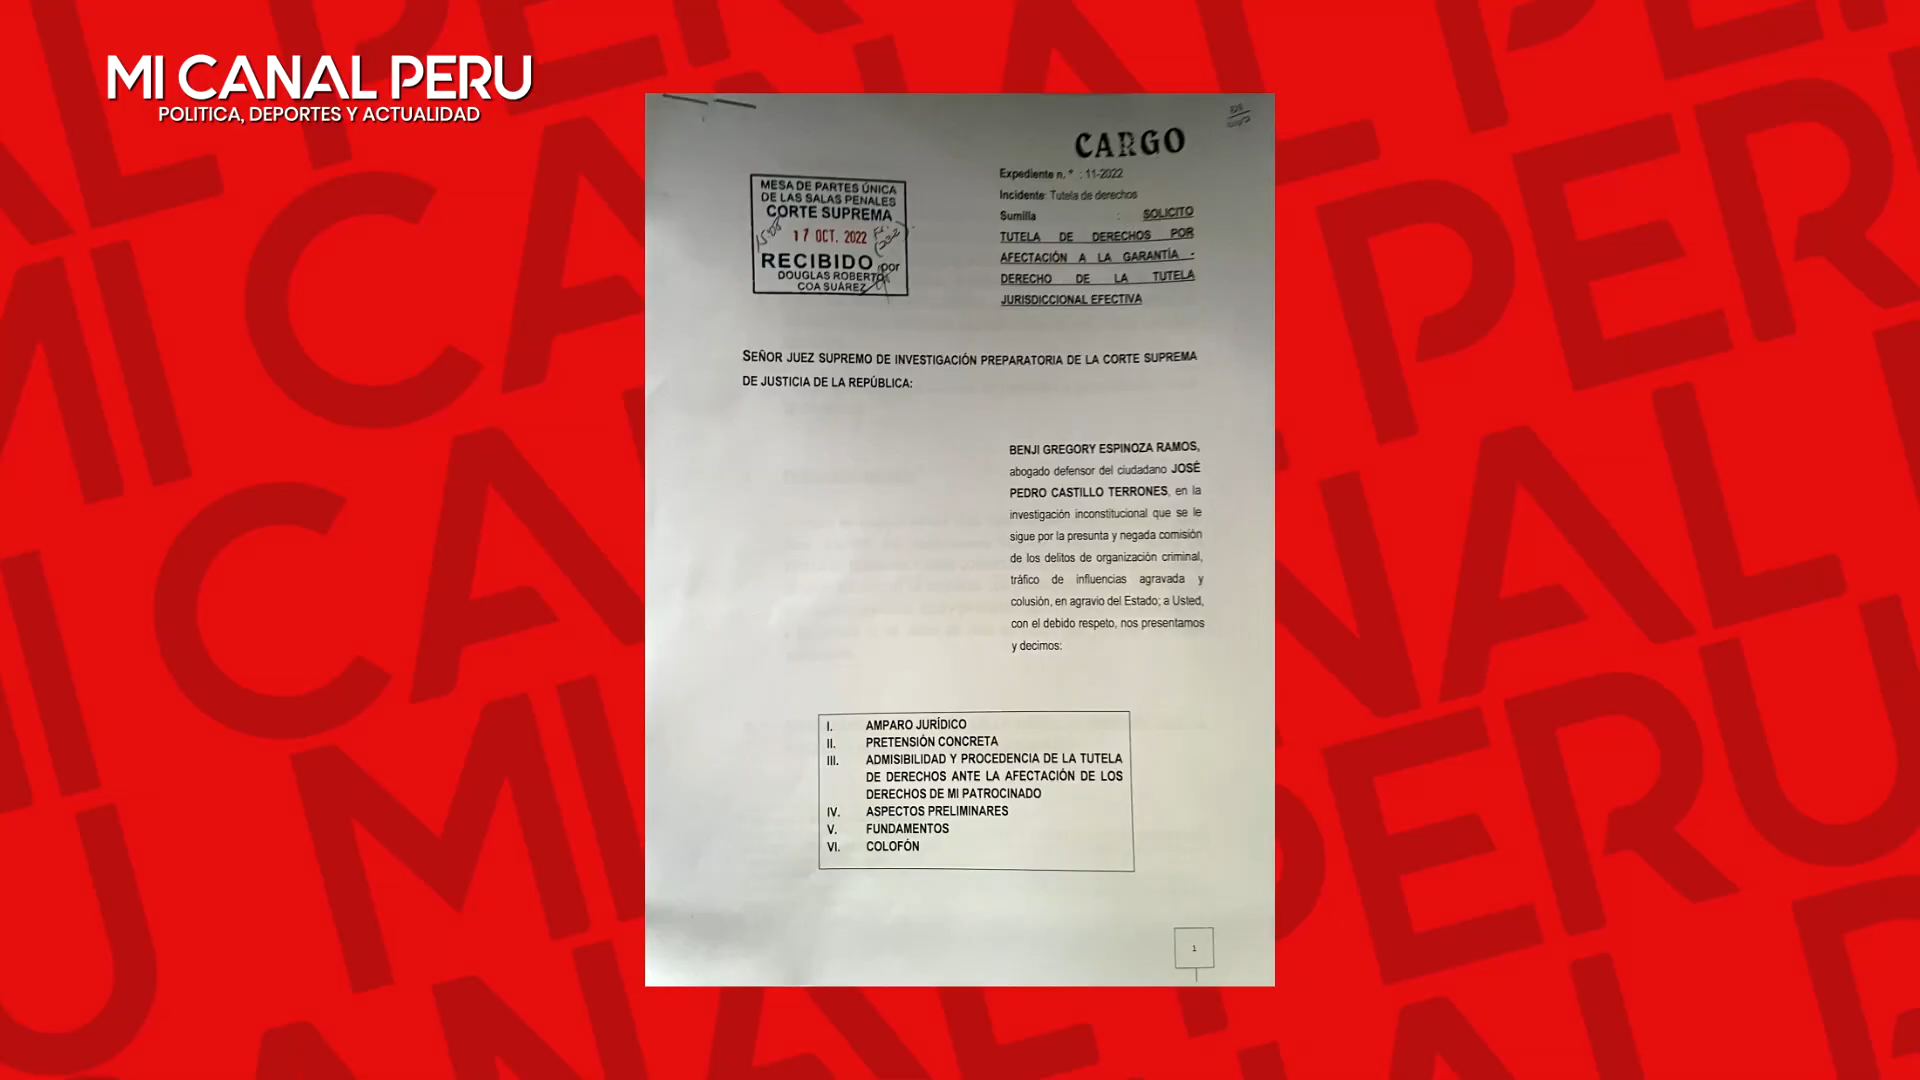 MI CANAL PERU
POLITICA, DEPORTES Y ACTUALIDAD
CARGO
MESA DE PARTES ÚNICA
DE LAS SALAS PENALES
CORTE SUPREMA
17 OCT. 2022
RECIBIDO por
DOUGLAS ROBERTO
COA SUÁREZ
Expediente n.° : 11-2022
Incidente: Tutela de derechos
Sumilla : SOLICITO
TUTELA DE DERECHOS POR
AFECTACIÓN A LA GARANTÍA -
DERECHO DE LA TUTELA
JURISDICCIONAL EFECTIVA
SEÑOR JUEZ SUPREMO DE INVESTIGACIÓN PREPARATORIA DE LA CORTE SUPREMA
DE JUSTICIA DE LA REPÚBLICA:
BENJI GREGORY ESPINOZA RAMOS,
abogado defensor del ciudadano JOSÉ
PEDRO CASTILLO TERRONES, en la
investigación inconstitucional que se le
sigue por la presunta y negada comisión
de los delitos de organización criminal,
tráfico de influencias agravada y
colusión, en agravio del Estado; a Usted,
con el debido respeto, nos presentamos
y decimos:
I. AMPARO JURÍDICO
II. PRETENSIÓN CONCRETA
III. ADMISIBILIDAD Y PROCEDENCIA DE LA TUTELA
DE DERECHOS ANTE LA AFECTACIÓN DE LOS
DERECHOS DE MI PATROCINADO
IV. ASPECTOS PRELIMINARES
V. FUNDAMENTOS
VI. COLOFÓN
1